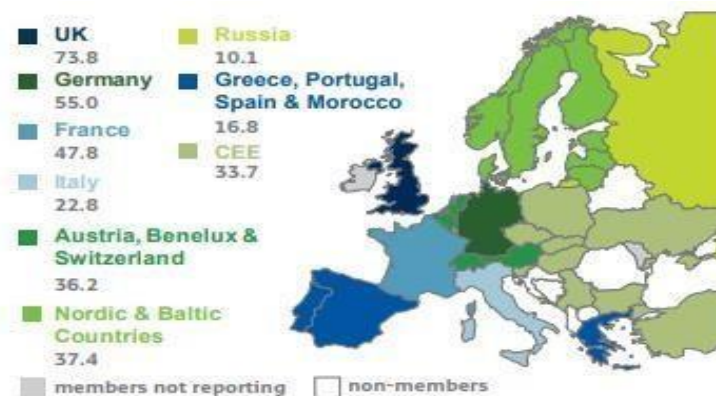 UK
73.8
Germany
55.0
France
47.8
Italy
22.8
Austria, Benelux &
Switzerland
36.2
Nordic & Baltic
Countries
37.4
Russia
10.1
Greece, Portugal,
Spain & Morocco
16.8
CEE
33.7
members not reporting
non-members